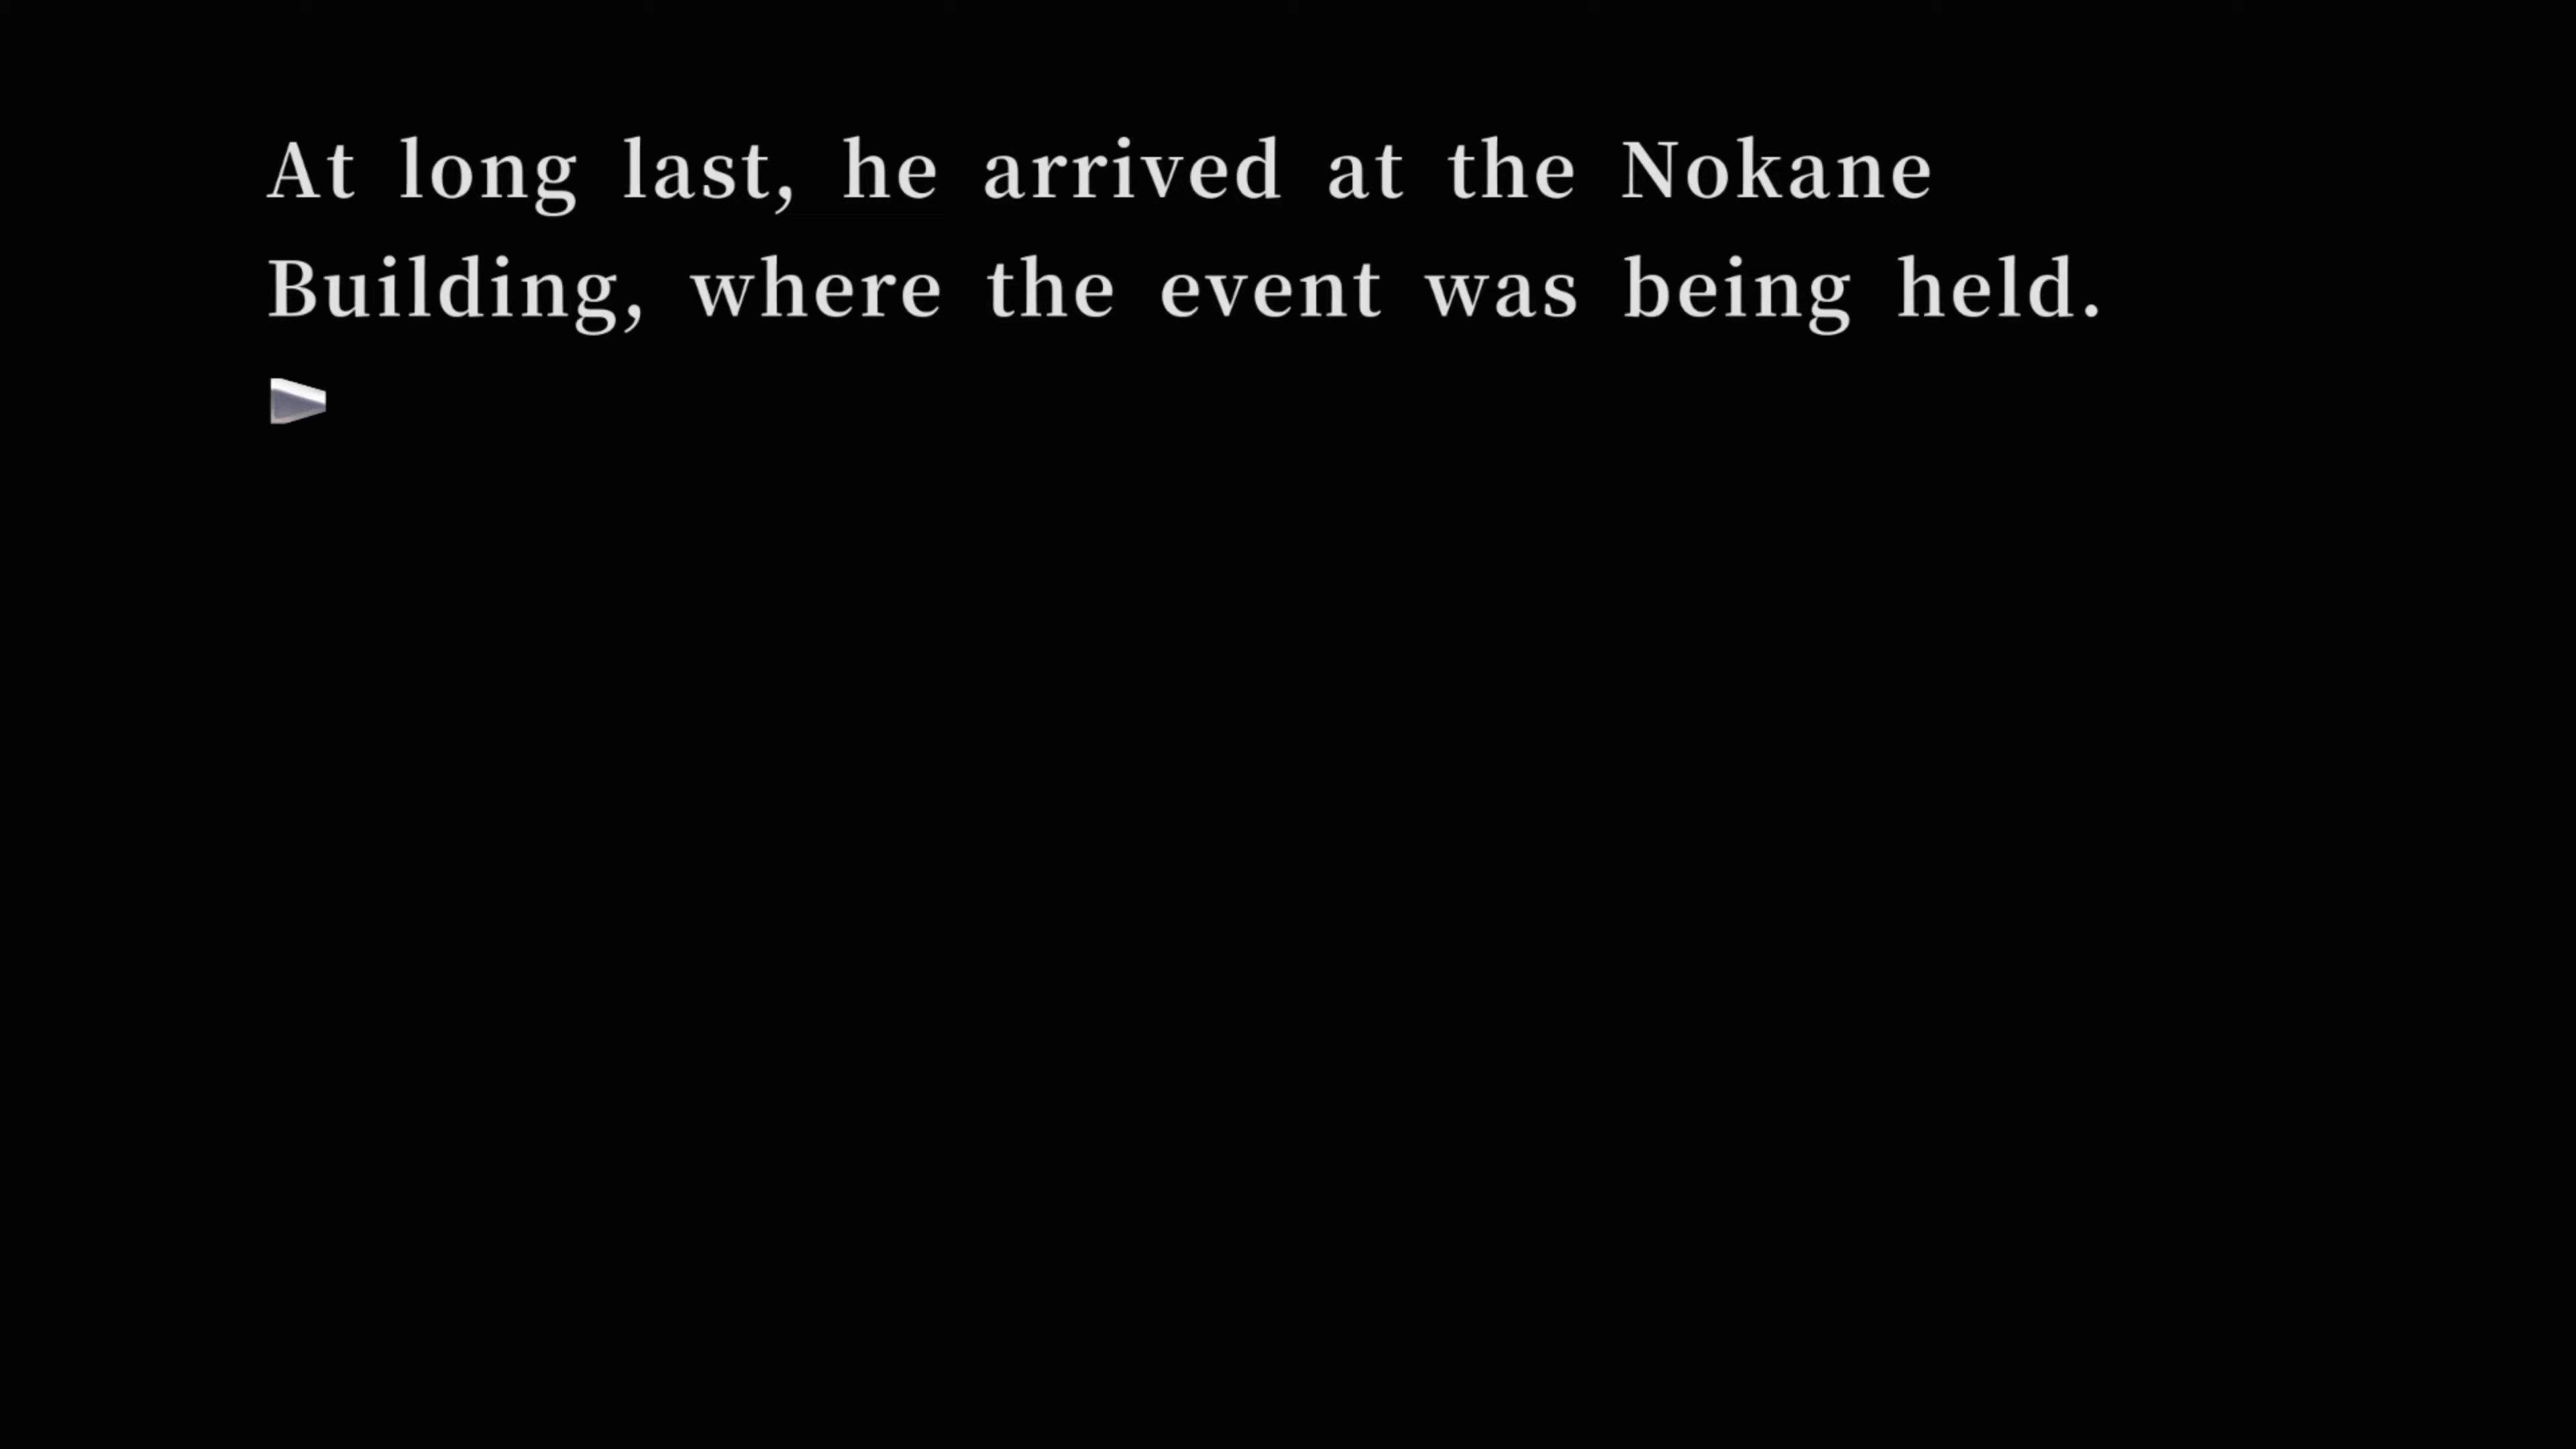 At long last, he arrived at the Nokane
Building, where the event was being held.